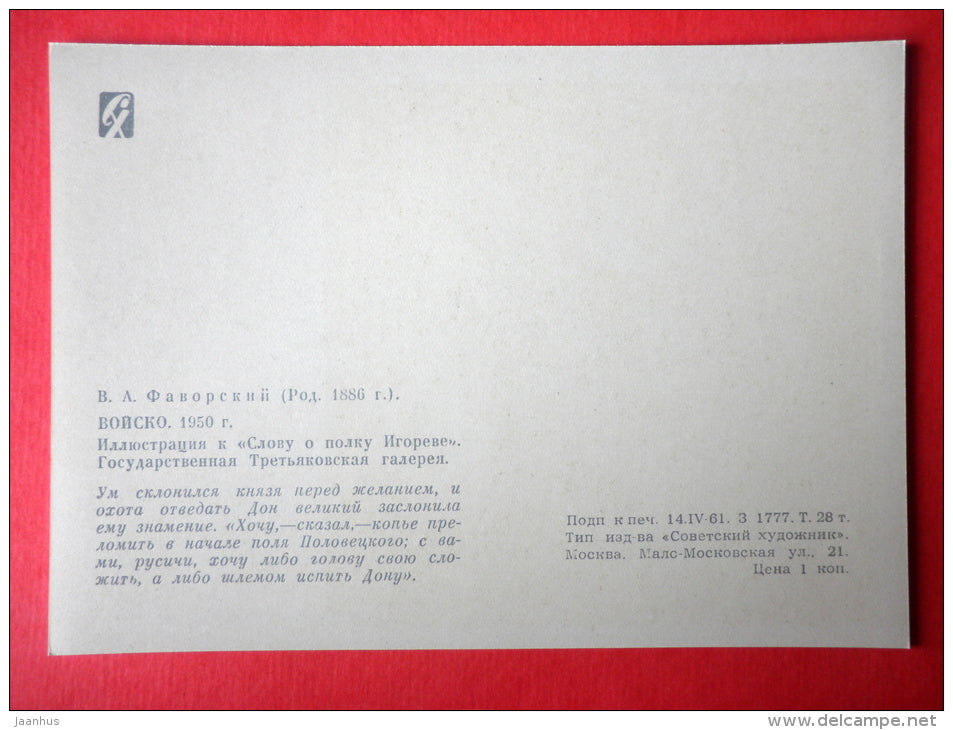 СХ
В. А. Фаворский (Род. 1886 г.).
ВОЙСКО. 1950 г.
Иллюстрация к «Слову о полку Игореве».
Государственная Третьяковская галерея.
Ум склонился князя перед желанием, и
охота отведать Дон великий заслонила
ему знамение. «Хочу,—сказал,—копье пре-
ломить в начале поля Половецкого; с ва-
ми, русичи, хочу либо голову свою сло-
жить, а либо шлемом испить Дону».
Подп к печ. 14.IV-61. З 1777. Т. 28 т.
Тип изд-ва «Советский художник».
Москва. Мало-Московская ул., 21.
Цена 1 коп.
Jaanhus
www.delcampe.net